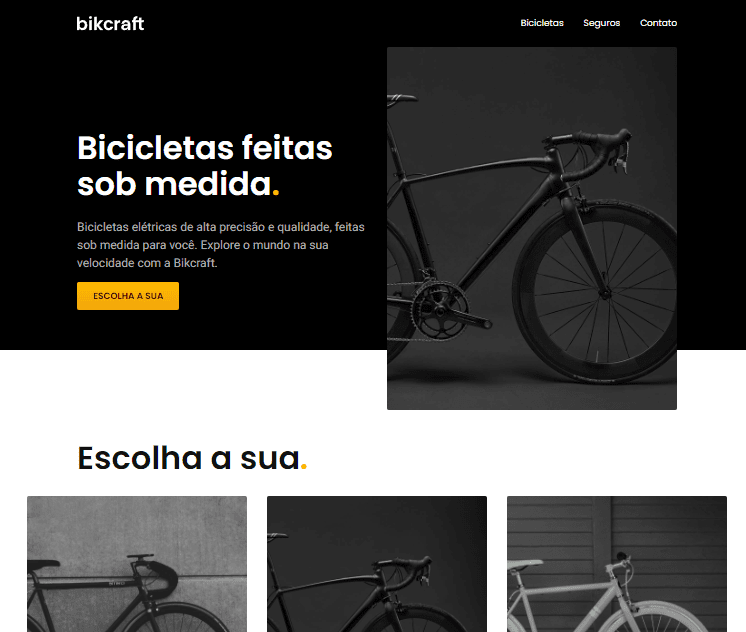 bikcraft
Bicicletas Seguros Contato
Bicicletas feitas
sob medida.
Bicicletas elétricas de alta precisão e qualidade, feitas
sob medida para você. Explore o mundo na sua
velocidade com a Bikcraft.
ESCOLHA A SUA
Escolha a sua.